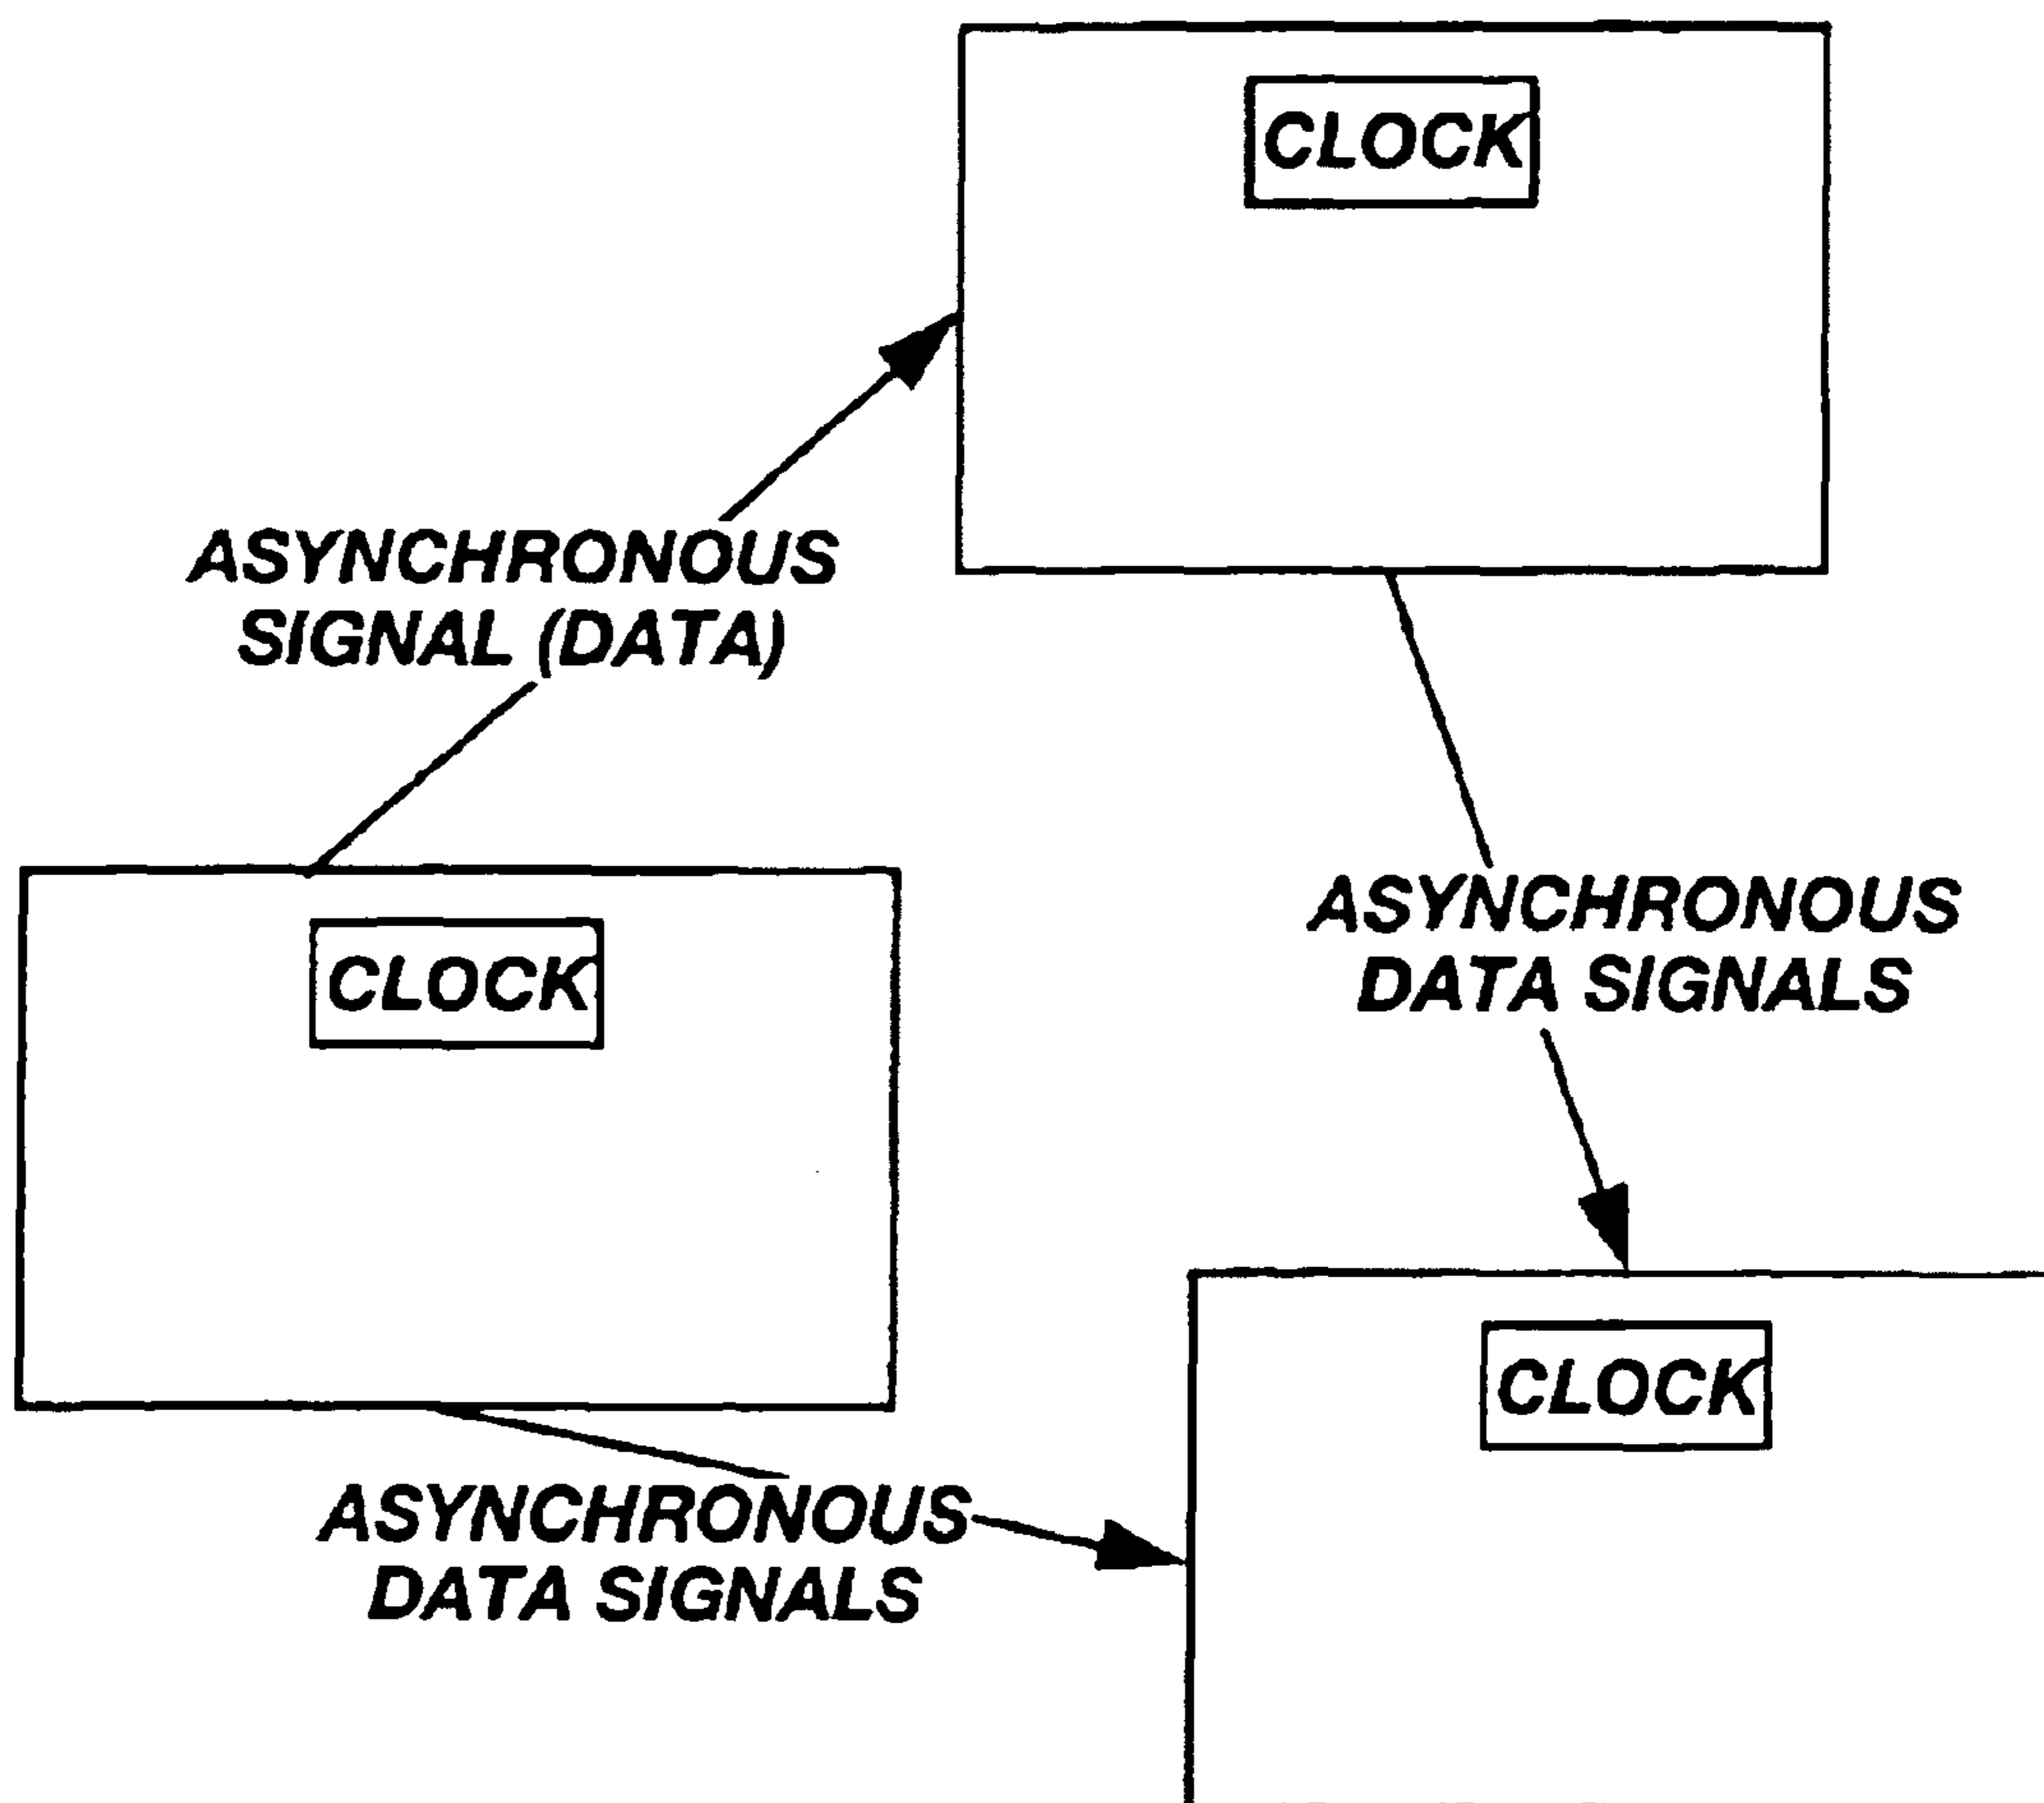 CLOCK
ASYNCHRONOUS
SIGNAL (DATA)
CLOCK
ASYNCHRONOUS
DATA SIGNALS
CLOCK
ASYNCHRONOUS
DATA SIGNALS